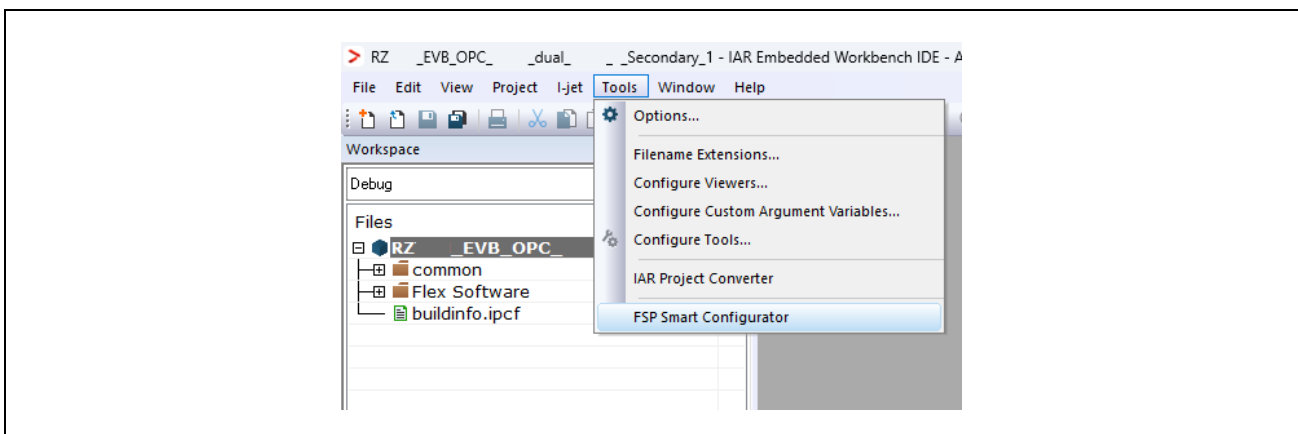 RZ _EVB_OPC_ _dual_ _ _Secondary_1 - IAR Embedded Workbench IDE - A
File Edit View Project I-jet Tools Window Help
Options...
Workspace
Filename Extensions...
Debug
Configure Viewers...
Configure Custom Argument Variables...
Files
Configure Tools...
RZ _EVB_OPC_
common
IAR Project Converter
Flex Software
buildinfo.ipcf
FSP Smart Configurator